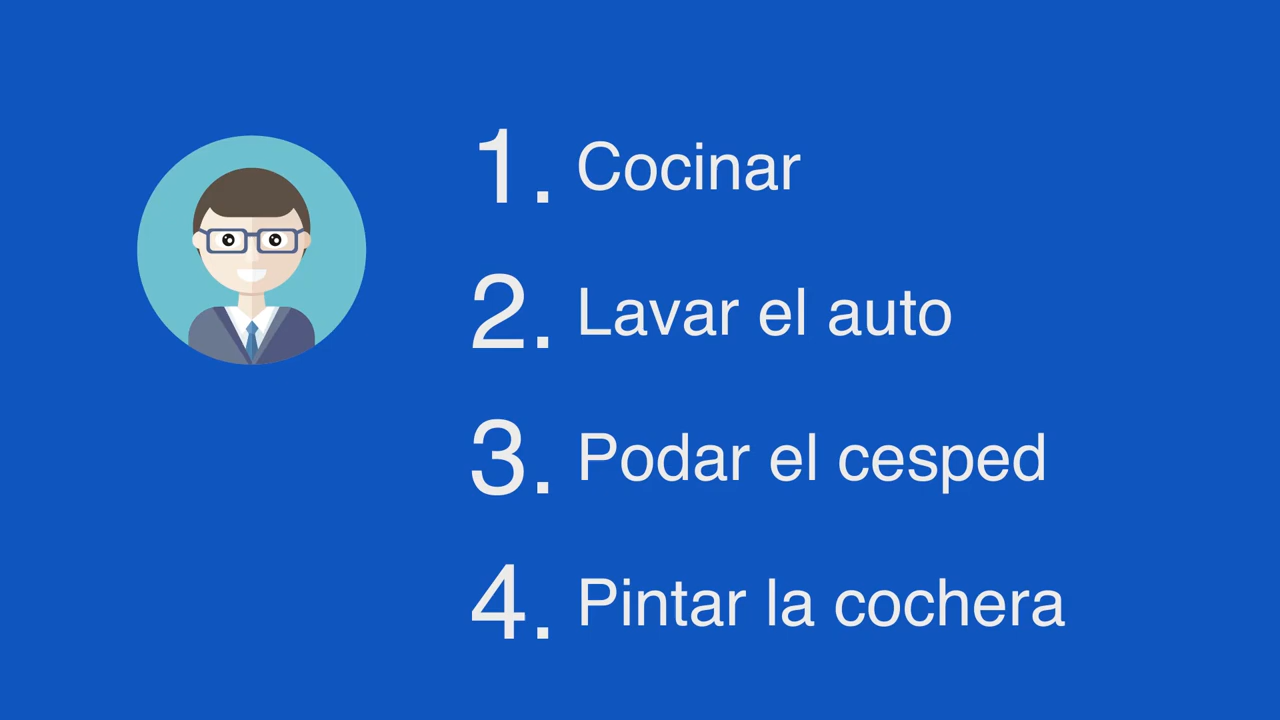 1. Cocinar
2. Lavar el auto
3. Podar el cesped
4. Pintar la cochera